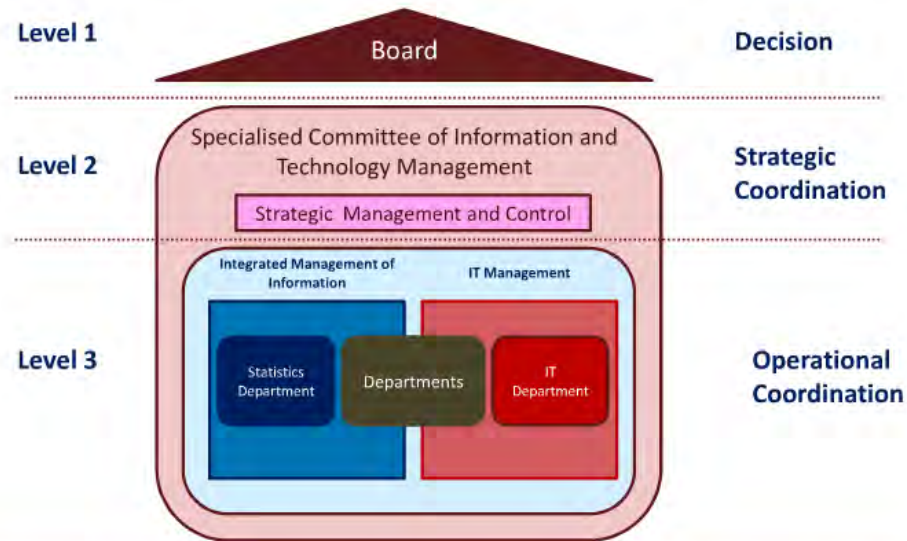 Level 1
Board
Decision
Specialised Committee of Information and
Technology Management
Level 2
Strategic
Coordination
Strategic Management and Control
Integrated Management of
Information
IT Management
Level 3
Statistics
Department
Departments
IT
Department
Operational
Coordination